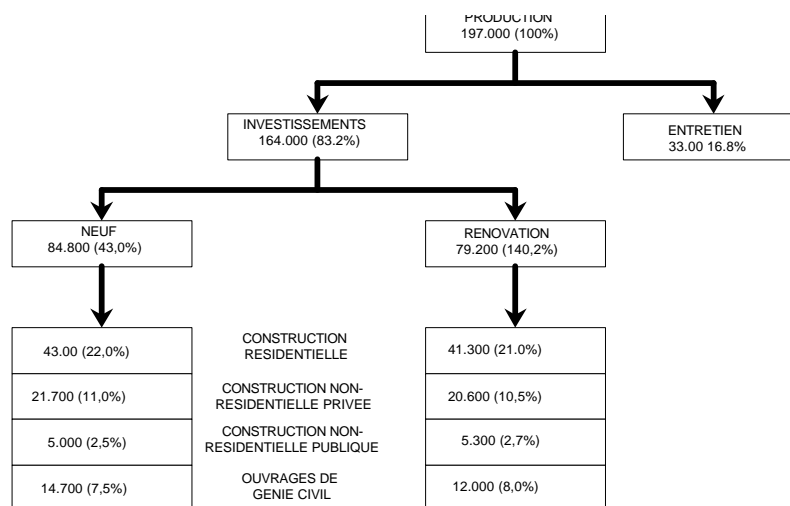 PRODUCTION
197.000 (100%)
INVESTISSEMENTS
164.000 (83.2%)
ENTRETIEN
33.00 16.8%
NEUF
84.800 (43,0%)
RENOVATION
79.200 (140,2%)
43.00 (22,0%)
CONSTRUCTION
RESIDENTIELLE
41.300 (21.0%)
21.700 (11,0%)
CONSTRUCTION NON-
RESIDENTIELLE PRIVEE
20.600 (10,5%)
5.000 (2,5%)
CONSTRUCTION NON-
RESIDENTIELLE PUBLIQUE
5.300 (2,7%)
14.700 (7,5%)
OUVRAGES DE
GENIE CIVIL
12.000 (8,0%)